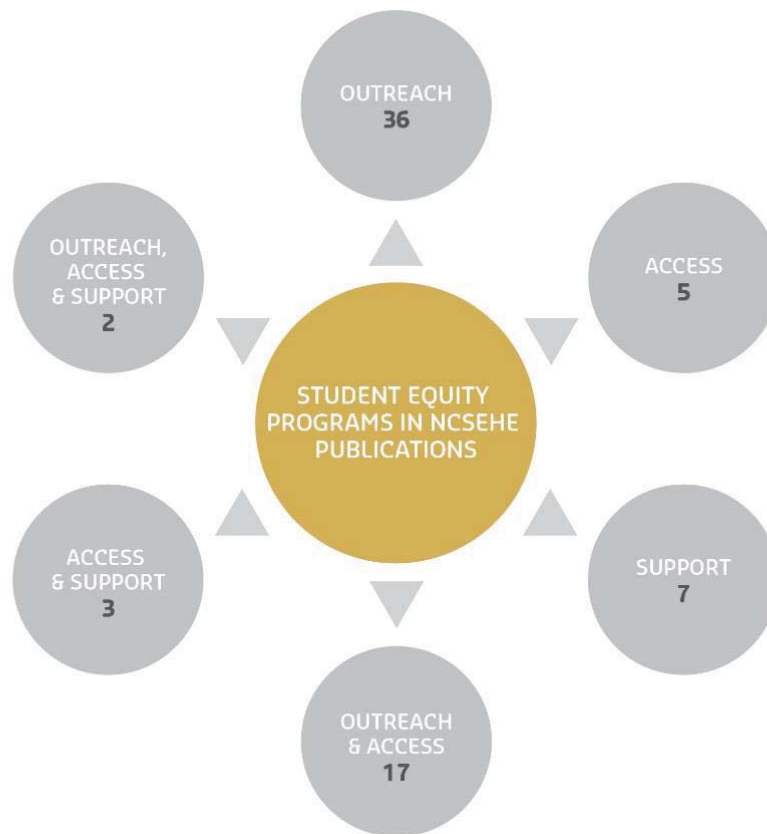 OUTREACH
36
OUTREACH,
ACCESS
& SUPPORT
2
ACCESS
5
STUDENT EQUITY
PROGRAMS IN NCSEHE
PUBLICATIONS
ACCESS
& SUPPORT
3
SUPPORT
7
OUTREACH
& ACCESS
17